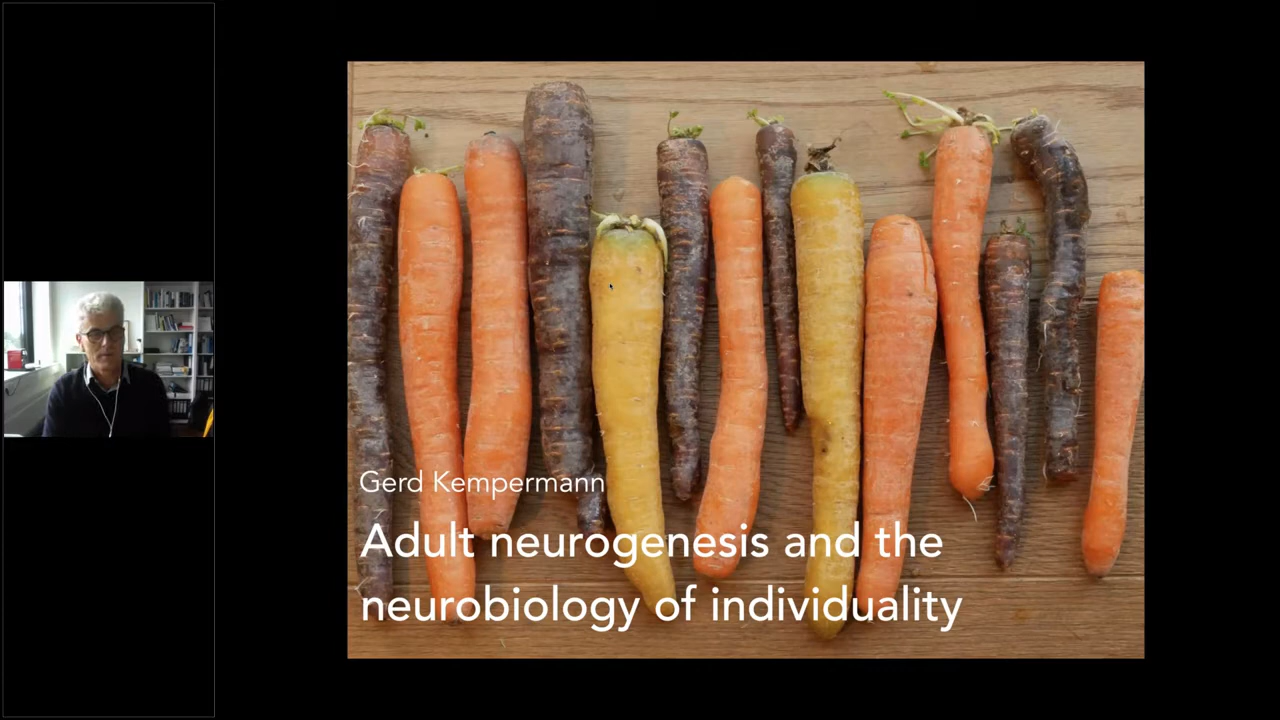 Gerd Kempermann
Adult neurogenesis and the
neurobiology of individuality